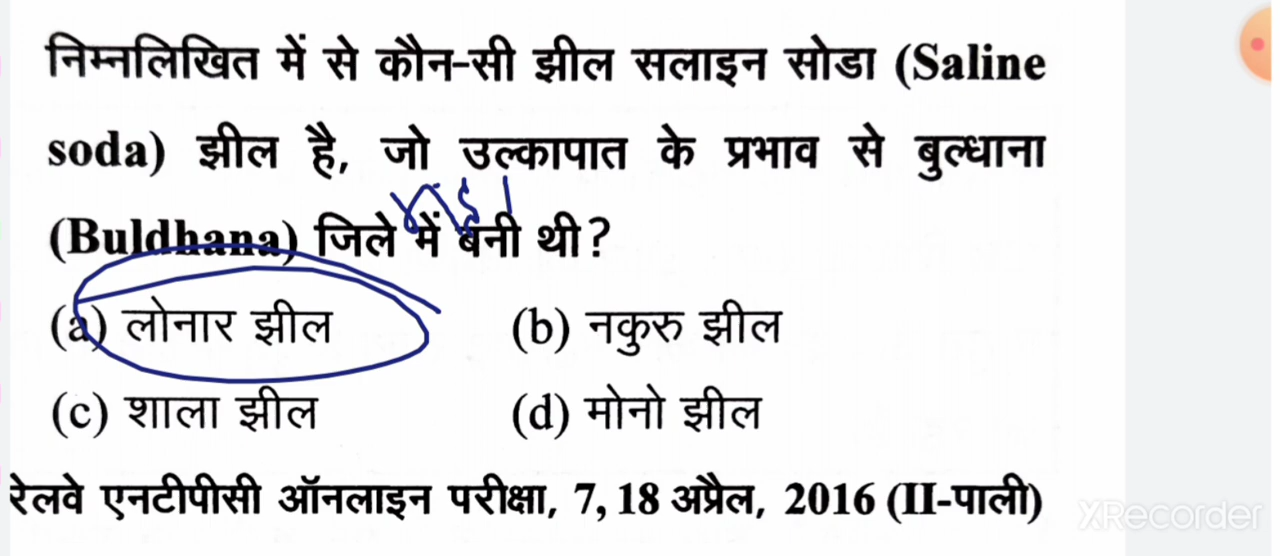 निम्नलिखित में से कौन-सी झील सलाइन सोडा (Saline
soda) झील है, जो उल्कापात के प्रभाव से बुल्धाना
(Buldhana) जिले में बनी थी?
(a) लोनार झील (b) नकुरु झील
(c) शाला झील (d) मोनो झील
रेलवे एनटीपीसी ऑनलाइन परीक्षा, 7, 18 अप्रैल, 2016 (II-पाली)
XRecorder